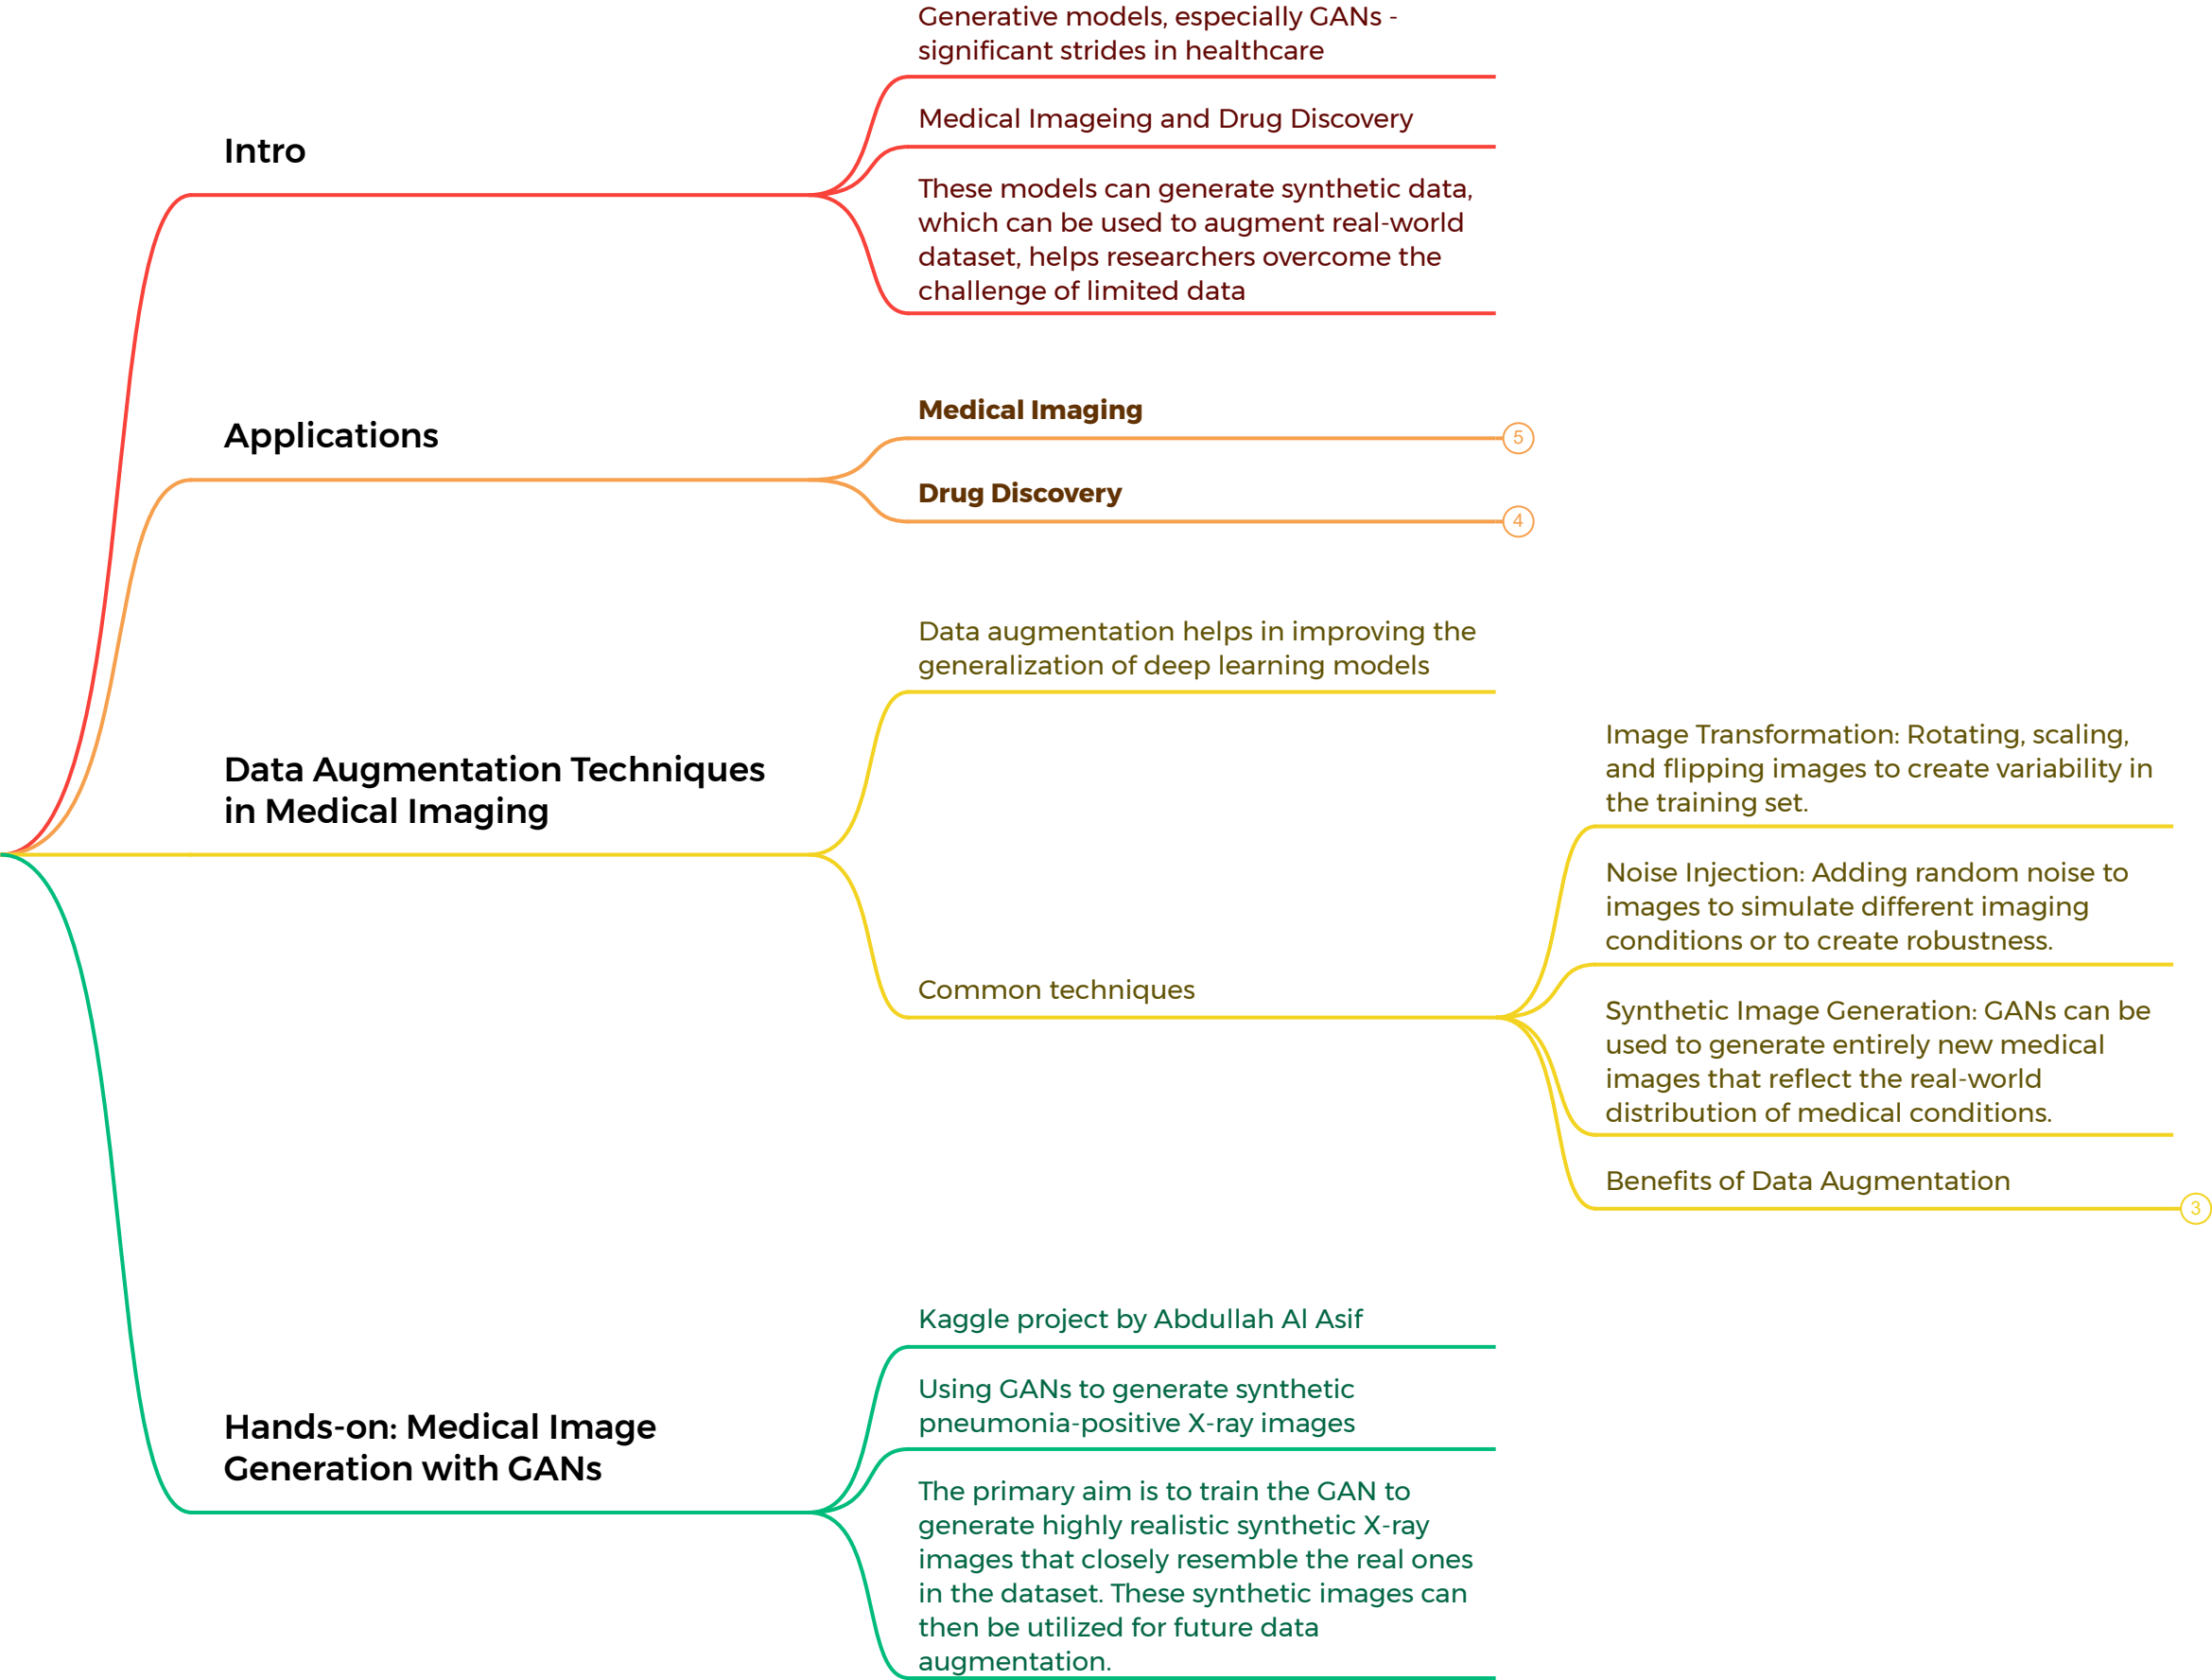 Intro
Generative models, especially GANs -
significant strides in healthcare
Medical Imageing and Drug Discovery
These models can generate synthetic data,
which can be used to augment real-world
dataset, helps researchers overcome the
challenge of limited data
Applications
Medical Imaging
5
Drug Discovery
4
Data Augmentation Techniques
in Medical Imaging
Data augmentation helps in improving the
generalization of deep learning models
Common techniques
Image Transformation: Rotating, scaling,
and flipping images to create variability in
the training set.
Noise Injection: Adding random noise to
images to simulate different imaging
conditions or to create robustness.
Synthetic Image Generation: GANs can be
used to generate entirely new medical
images that reflect the real-world
distribution of medical conditions.
Benefits of Data Augmentation
3
Hands-on: Medical Image
Generation with GANs
Kaggle project by Abdullah Al Asif
Using GANs to generate synthetic
pneumonia-positive X-ray images
The primary aim is to train the GAN to
generate highly realistic synthetic X-ray
images that closely resemble the real ones
in the dataset. These synthetic images can
then be utilized for future data
augmentation.